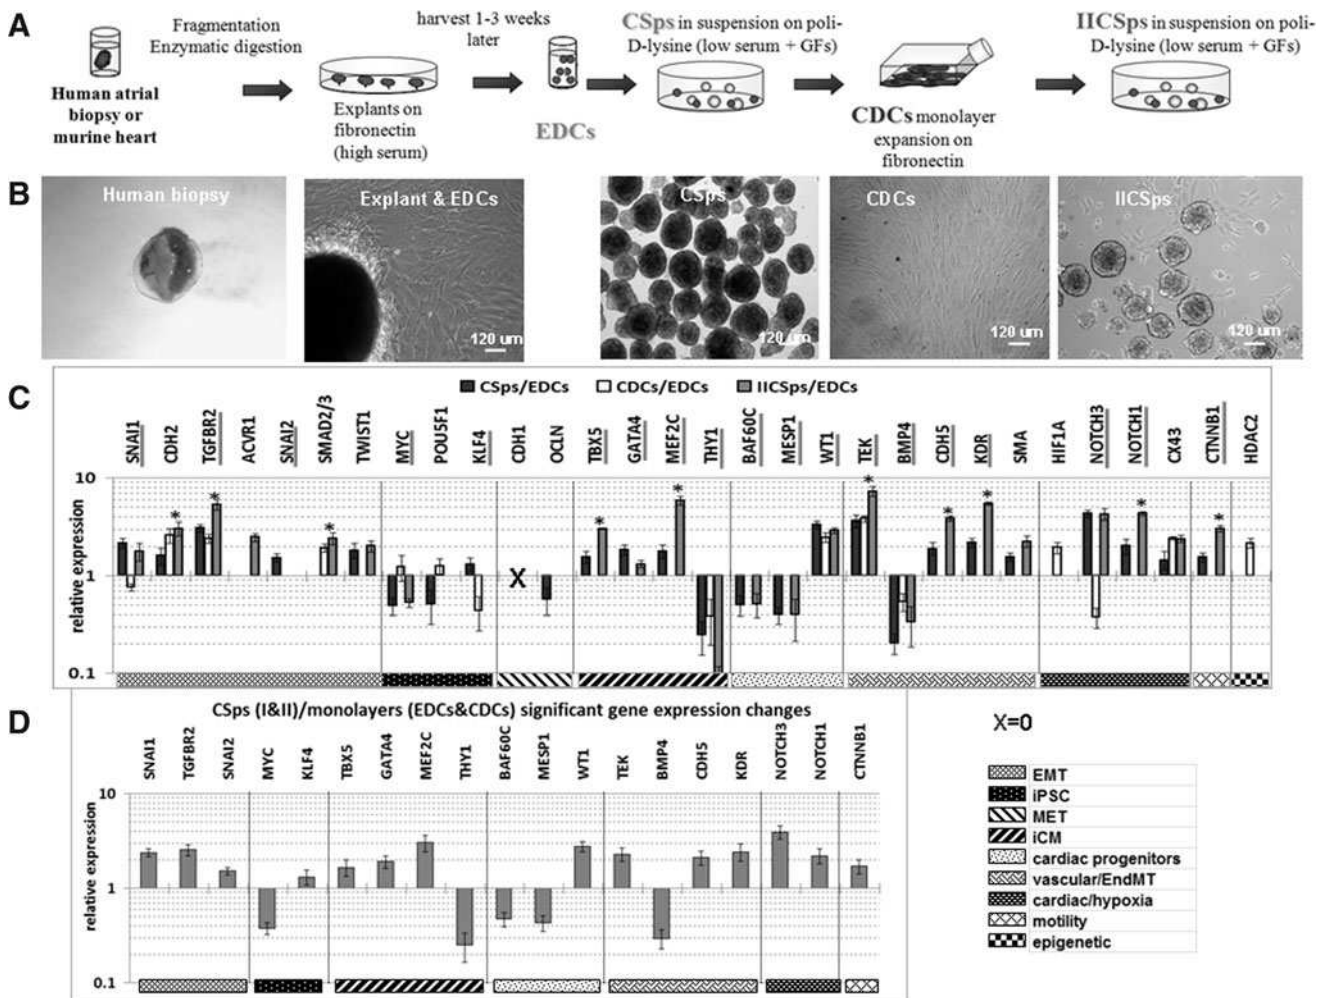 A
Human atrial
biopsy or
murine heart
Fragmentation
Enzymatic digestion
Explants on
fibronectin
(high serum)
harvest 1-3 weeks
later
EDCs
CSps in suspension on poli-
D-lysine (low serum + GFs)
CDCs monolayer
expansion on
fibronectin
IICSps in suspension on poli-
D-lysine (low serum + GFs)
B
Human biopsy
Explant & EDCs
120 um
CSps
120 um
CDCs
120 um
IICSps
120 um
C
CSps/EDCs CDCs/EDCs IICSps/EDCs
SNAI1 CDH2 TGFBR2 ACVR1 SNAI2 SMAD2/3 TWIST1 MYC POU5F1 KLF4 CDH1 OCLN TBX5 GATA4 MEF2C THY1 BAF60C MESP1 WT1 TEK BMP4 CDH5 KDR SMA HIF1A NOTCH3 NOTCH1 CX43 CTNNB1 HDAC2
relative expression
10
1
0.1
* * * * * * * * * *
X
D
CSps (I&II)/monolayers (EDCs&CDCs) significant gene expression changes
SNAI1 TGFBR2 SNAI2 MYC KLF4 TBX5 GATA4 MEF2C THY1 BAF60C MESP1 WT1 TEK BMP4 CDH5 KDR NOTCH3 NOTCH1 CTNNB1
relative expression
10
1
0.1
X=0
EMT
iPSC
MET
iCM
cardiac progenitors
vascular/EndMT
cardiac/hypoxia
motility
epigenetic